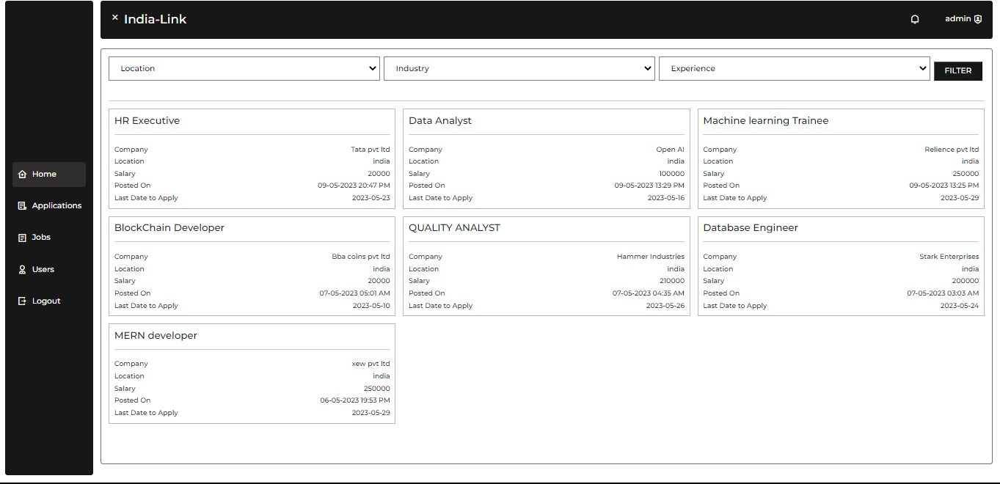 × India-Link
admin
Home
Applications
Jobs
Users
Logout
Location Industry Experience FILTER
HR Executive
Company Tata pvt ltd
Location india
Salary 20000
Posted On 09-05-2023 20:47 PM
Last Date to Apply 2023-05-23
Data Analyst
Company Open AI
Location india
Salary 100000
Posted On 09-05-2023 13:29 PM
Last Date to Apply 2023-05-16
Machine learning Trainee
Company Relience pvt ltd
Location india
Salary 250000
Posted On 09-05-2023 13:25 PM
Last Date to Apply 2023-05-29
BlockChain Developer
Company Bba coins pvt ltd
Location india
Salary 20000
Posted On 07-05-2023 05:01 AM
Last Date to Apply 2023-05-10
QUALITY ANALYST
Company Hammer Industries
Location india
Salary 210000
Posted On 07-05-2023 04:35 AM
Last Date to Apply 2023-05-26
Database Engineer
Company Stark Enterprises
Location india
Salary 200000
Posted On 07-05-2023 03:03 AM
Last Date to Apply 2023-05-24
MERN developer
Company xew pvt ltd
Location india
Salary 250000
Posted On 06-05-2023 19:53 PM
Last Date to Apply 2023-05-29